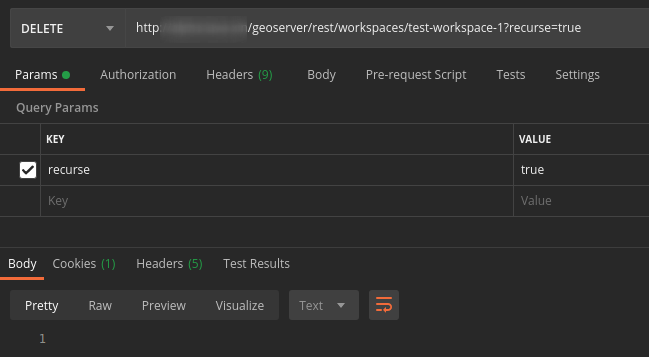 DELETE http /geoserver/rest/workspaces/test-workspace-1?recurse=true
Params Authorization Headers (9) Body Pre-request Script Tests Settings
Query Params
KEY VALUE
recurse true
Key Value
Body Cookies (1) Headers (5) Test Results
Pretty Raw Preview Visualize Text
1